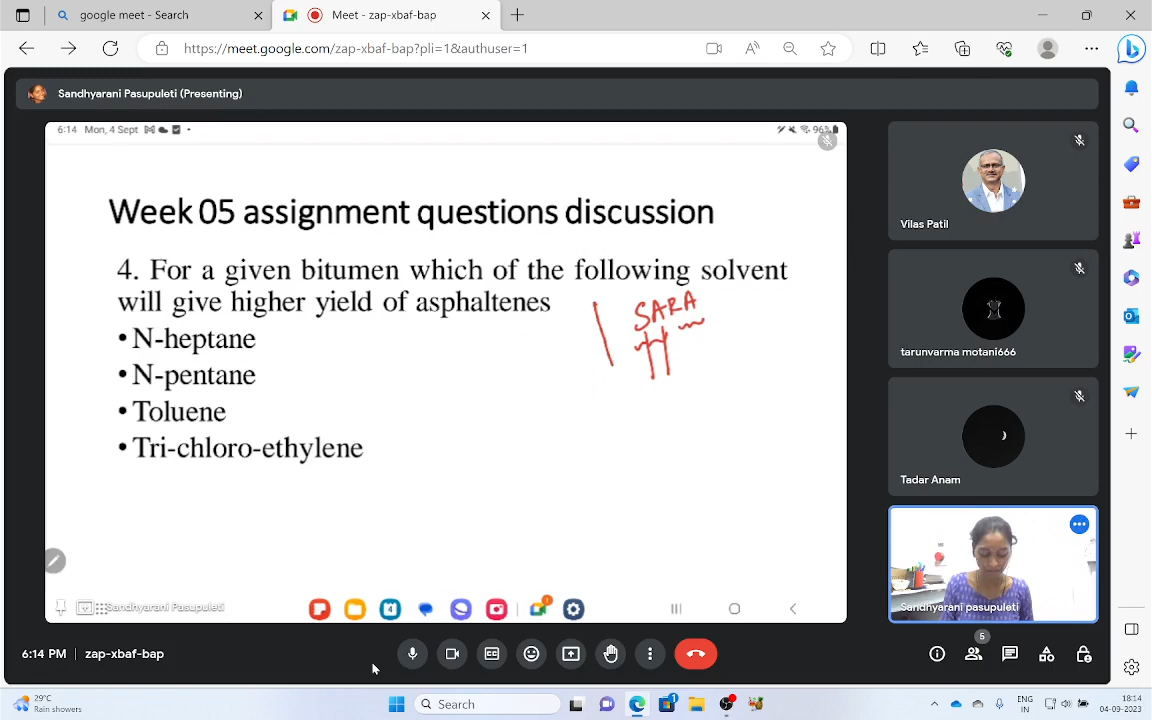 google meet - Search
Meet - zap-xbaf-bap
https://meet.google.com/zap-xbaf-bap?pli=1&authuser=1
Sandhyarani Pasupuleti (Presenting)
6:14 Mon, 4 Sept
96%
Week 05 assignment questions discussion
4. For a given bitumen which of the following solvent
will give higher yield of asphaltenes
SARA
• N-heptane
• N-pentane
• Toluene
• Tri-chloro-ethylene
Sandhyarani Pasupuleti
Vilas Patil
tarunvarma motani666
Tadar Anam
Sandhyarani pasupuleti
6:14 PM | zap-xbaf-bap
5
29°C
Rain showers
Search
1
ENG
IN
18:14
04-09-2023